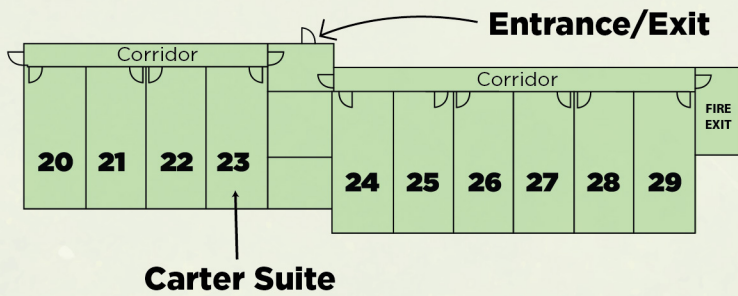 Entrance/Exit
Corridor
Corridor
FIRE
EXIT
20 21 22 23
24 25 26 27 28 29
Carter Suite